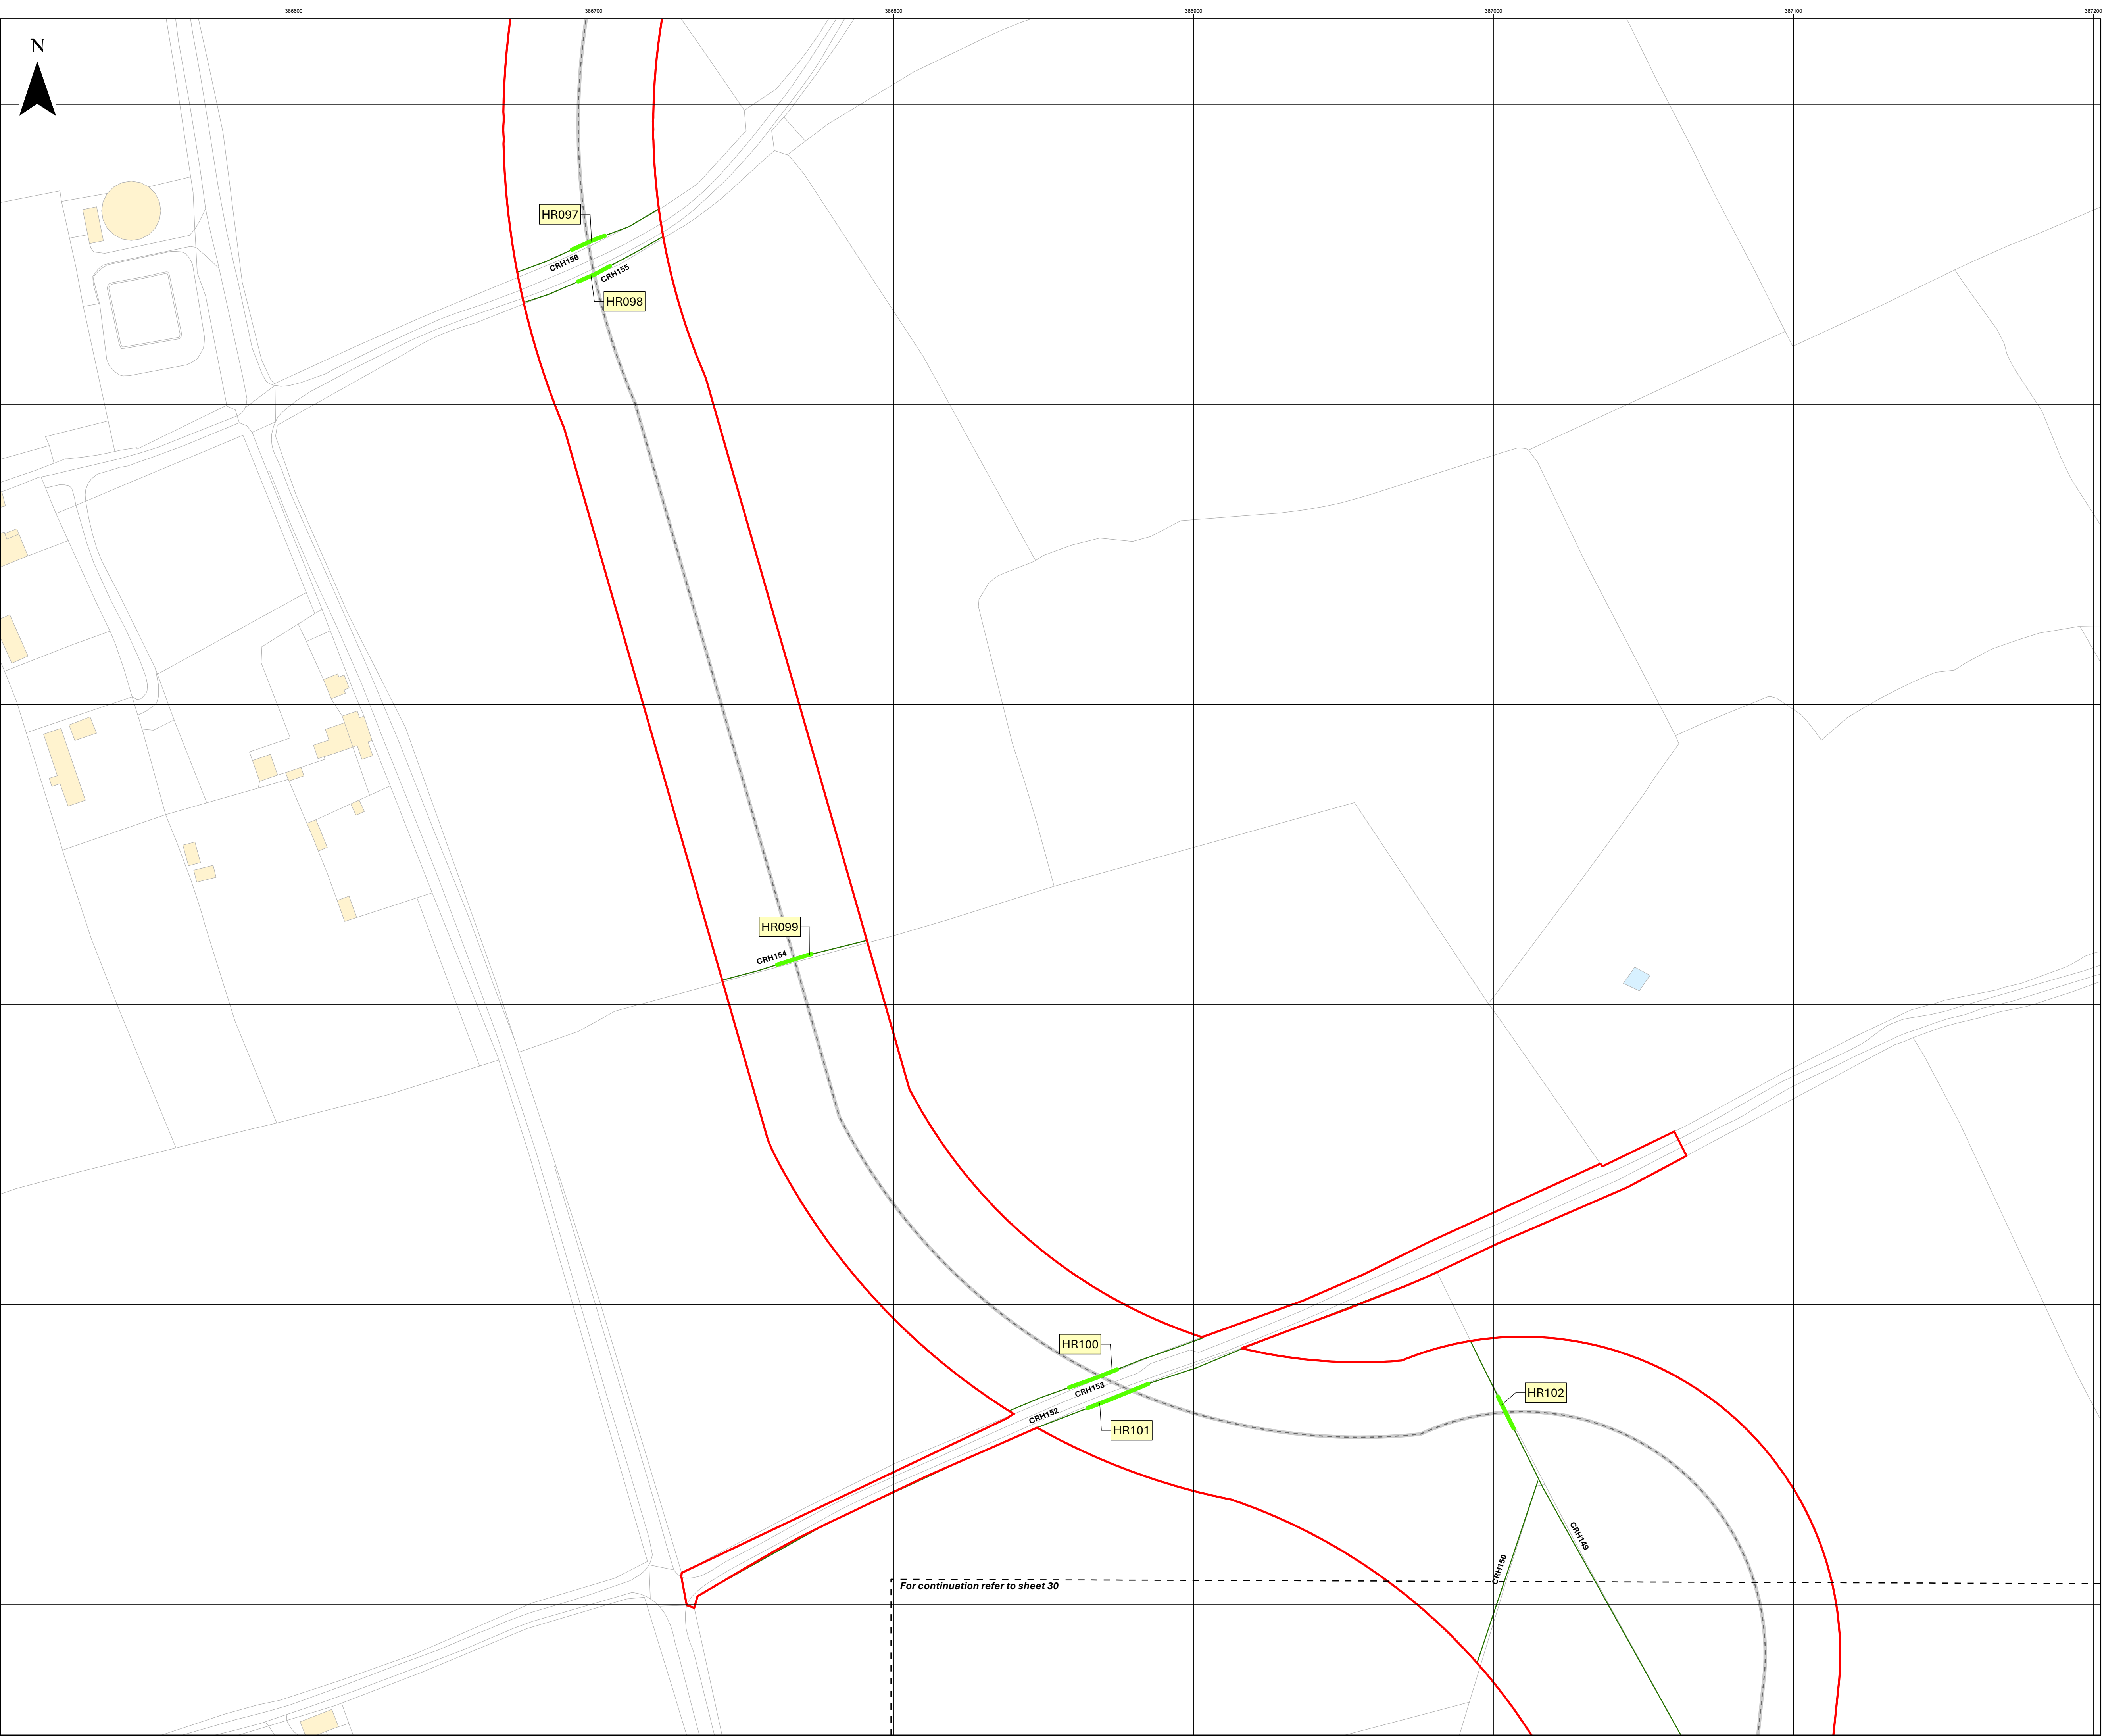 386600
386700
386800
386900
387000
387100
387200
N
HR097
CRH156
CRH155
HR098
HR099
CRH154
HR100
CRH153
HR102
CRH152
HR101
CRH149
CRH150
For continuation refer to sheet 30